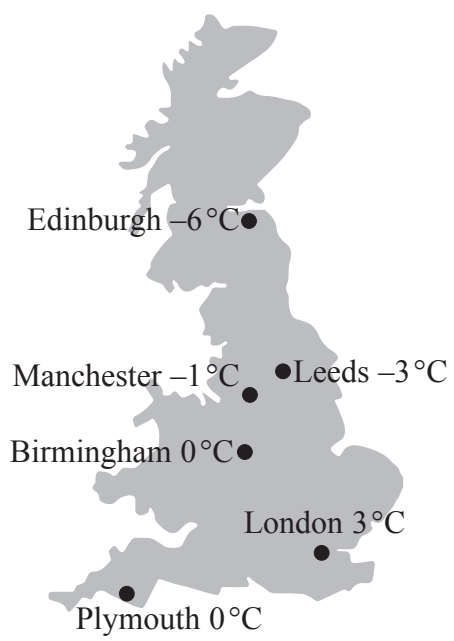 Edinburgh –6°C
Manchester –1°C
Leeds –3°C
Birmingham 0°C
London 3°C
Plymouth 0°C